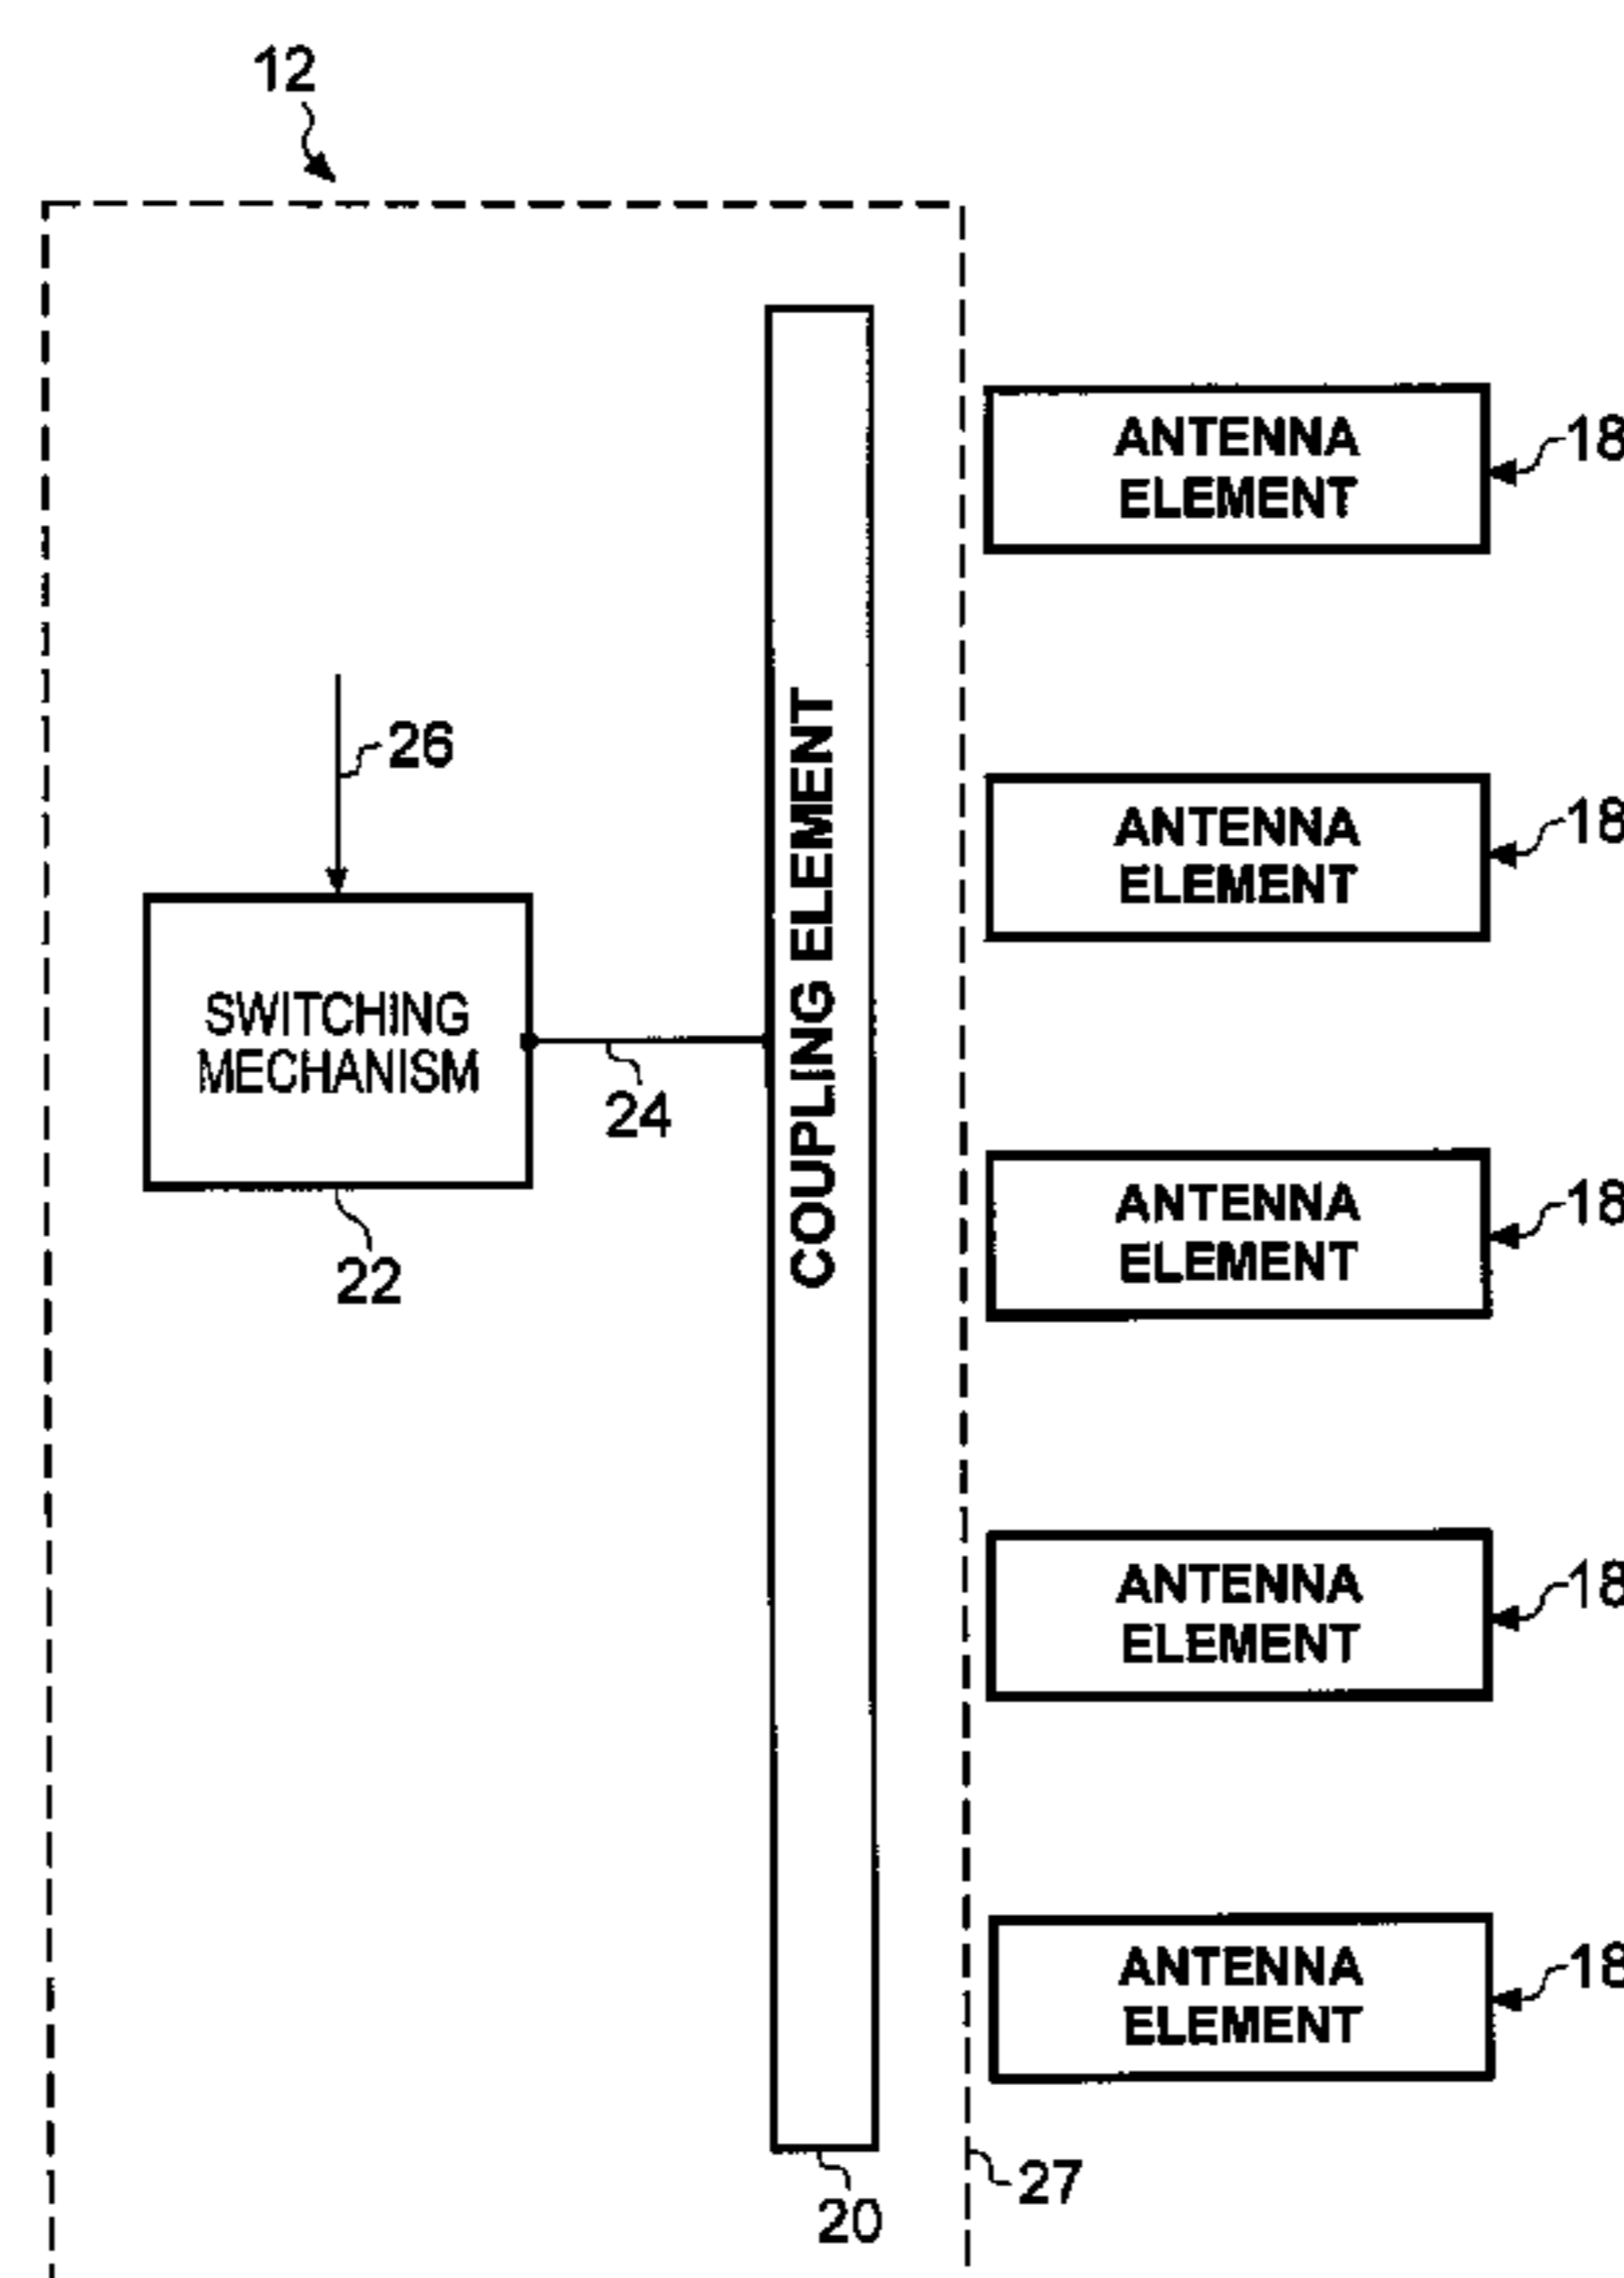 12
ANTENNA
ELEMENT
18
26
ANTENNA
ELEMENT
18
COUPLING ELEMENT
SWITCHING
MECHANISM
24
22
ANTENNA
ELEMENT
18
ANTENNA
ELEMENT
18
ANTENNA
ELEMENT
18
27
20